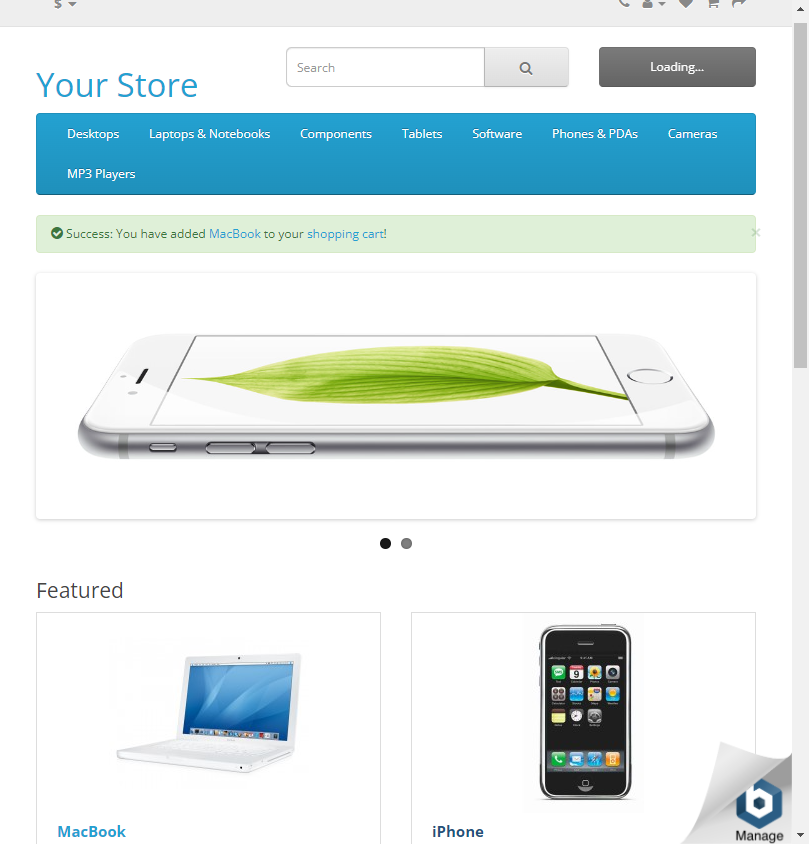 $
Your Store
Search
Loading...
Desktops
Laptops & Notebooks
Components
Tablets
Software
Phones & PDAs
Cameras
MP3 Players
Success: You have added MacBook to your shopping cart!
×
Featured
MacBook
iPhone
Manage